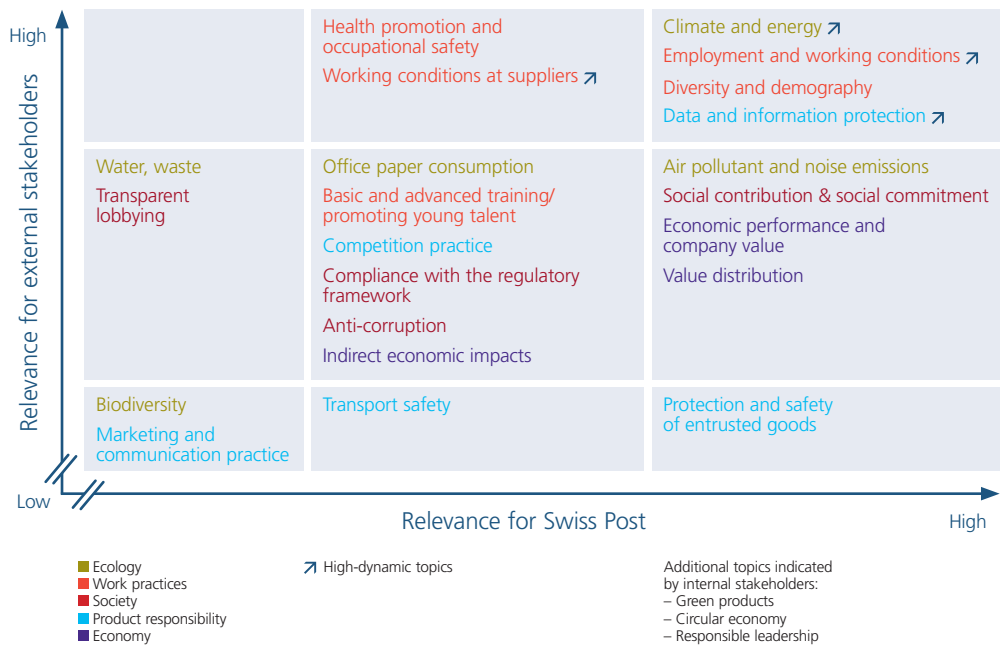 High
Relevance for external stakeholders
Health promotion and
occupational safety
Working conditions at suppliers
Climate and energy
Employment and working conditions
Diversity and demography
Data and information protection
Water, waste
Transparent
lobbying
Office paper consumption
Basic and advanced training/
promoting young talent
Competition practice
Compliance with the regulatory
framework
Anti-corruption
Indirect economic impacts
Air pollutant and noise emissions
Social contribution & social commitment
Economic performance and
company value
Value distribution
Biodiversity
Marketing and
communication practice
Transport safety
Protection and safety
of entrusted goods
Low
Relevance for Swiss Post
High
Ecology
Work practices
Society
Product responsibility
Economy
High-dynamic topics
Additional topics indicated
by internal stakeholders:
– Green products
– Circular economy
– Responsible leadership